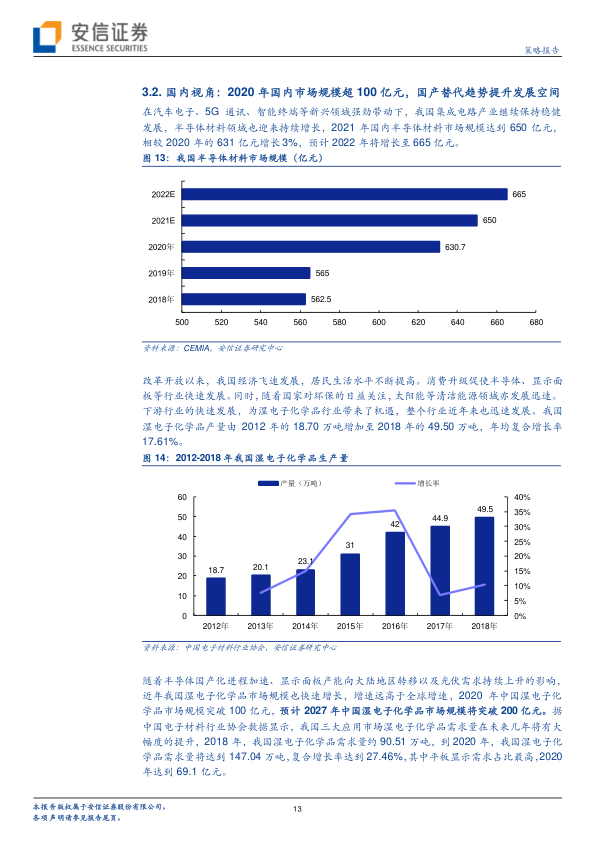 安信证券
ESSENCE SECURITIES
策略报告
3.2. 国内视角：2020 年国内市场规模超 100 亿元，国产替代趋势提升发展空间
在汽车电子、5G 通讯、智能终端等新兴领域强劲带动下，我国集成电路产业继续保持稳健
发展，半导体材料领域也迎来持续增长，2021 年国内半导体材料市场规模达到 650 亿元，
相较 2020 年的 631 亿元增长 3%，预计 2022 年将增长至 665 亿元。
图 13：我国半导体材料市场规模（亿元）
2022E 665
2021E 650
2020年 630.7
2019年 565
2018年 562.5
500 520 540 560 580 600 620 640 660 680
资料来源：CEMIA，安信证券研究中心
改革开放以来，我国经济飞速发展，居民生活水平不断提高。消费升级促使半导体、显示面
板等行业快速发展。同时，随着国家对环保的日益关注，太阳能等清洁能源领域亦发展迅速。
下游行业的快速发展，为湿电子化学品行业带来了机遇，整个行业近年来也迅速发展。我国
湿电子化学品产量由 2012 年的 18.70 万吨增加至 2018 年的 49.50 万吨，年均复合增长率
17.61%。
图 14：2012-2018 年我国湿电子化学品生产量
产量（万吨） 增长率
60 40%
50 35%
40 30%
30 25%
20 20%
10 15%
0 10%
5%
0%
18.7 20.1 23.1 31 42 44.9 49.5
2012年 2013年 2014年 2015年 2016年 2017年 2018年
资料来源：中国电子材料行业协会，安信证券研究中心
随着半导体国产化进程加速、显示面板产能向大陆地区转移以及光伏需求持续上升的影响，
近年我国湿电子化学品市场规模也快速增长，增速远高于全球增速，2020 年中国湿电子化
学品市场规模突破 100 亿元，预计 2027 年中国湿电子化学品市场规模将突破 200 亿元。据
中国电子材料行业协会数据显示，我国三大应用市场湿电子化学品需求量在未来几年将有大
幅度的提升，2018 年，我国湿电子化学品需求量约 90.51 万吨，到 2020 年，我国湿电子化
学品需求量将达到 147.04 万吨，复合增长率达到 27.46%，其中平板显示需求占比最高，2020
年达到 69.1 亿元。
本报告版权属于安信证券股份有限公司。
各项声明请参见报告尾页。
13